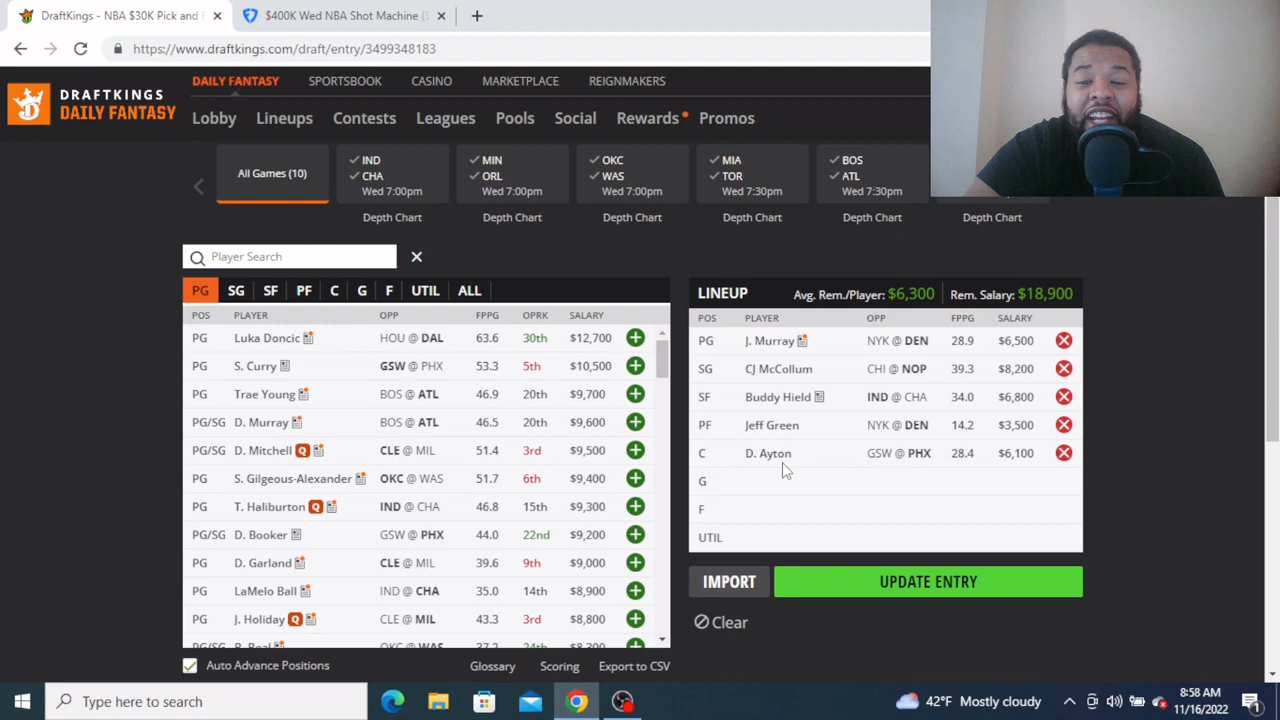 DraftKings - NBA $30K Pick and
$400K Wed NBA Shot Machine (
https://www.draftkings.com/draft/entry/3499348183
DAILY FANTASY SPORTSBOOK CASINO MARKETPLACE REIGNMAKERS
DRAFTKINGS
DAILY FANTASY
Lobby Lineups Contests Leagues Pools Social Rewards Promos
All Games (10)
IND
CHA
Wed 7:00pm
Depth Chart
MIN
ORL
Wed 7:00pm
Depth Chart
OKC
WAS
Wed 7:00pm
Depth Chart
MIA
TOR
Wed 7:30pm
Depth Chart
BOS
ATL
Wed 7:30pm
Depth Chart
Depth Chart
Player Search
PG SG SF PF C G F UTIL ALL
POS PLAYER OPP FPPG OPRK SALARY
PG Luka Doncic HOU @ DAL 63.6 30th $12,700
PG S. Curry GSW @ PHX 53.3 5th $10,500
PG Trae Young BOS @ ATL 46.9 20th $9,700
PG/SG D. Murray BOS @ ATL 46.5 20th $9,600
PG/SG D. Mitchell Q CLE @ MIL 51.4 3rd $9,500
PG S. Gilgeous-Alexander OKC @ WAS 51.7 6th $9,400
PG T. Haliburton Q IND @ CHA 46.8 15th $9,300
PG/SG D. Booker GSW @ PHX 44.0 22nd $9,200
PG D. Garland CLE @ MIL 39.6 9th $9,000
PG LaMelo Ball IND @ CHA 35.0 14th $8,900
PG J. Holiday Q CLE @ MIL 43.3 3rd $8,800
PG/SG B. Beal OKC @ WAS 37.2 24th $8,300
Auto Advance Positions Glossary Scoring Export to CSV
LINEUP Avg. Rem./Player: $6,300 Rem. Salary: $18,900
POS PLAYER OPP FPPG SALARY
PG J. Murray NYK @ DEN 28.9 $6,500
SG CJ McCollum CHI @ NOP 39.3 $8,200
SF Buddy Hield IND @ CHA 34.0 $6,800
PF Jeff Green NYK @ DEN 14.2 $3,500
C D. Ayton GSW @ PHX 28.4 $6,100
G
F
UTIL
IMPORT UPDATE ENTRY
Clear
Type here to search
42°F Mostly cloudy
8:58 AM
11/16/2022
1